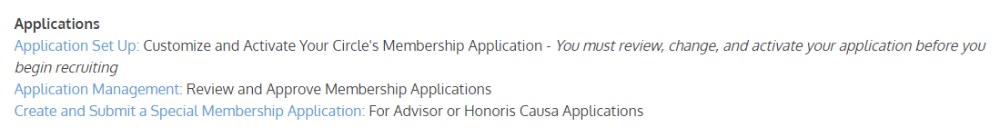 Applications
Application Set Up: Customize and Activate Your Circle's Membership Application - You must review, change, and activate your application before you
begin recruiting
Application Management: Review and Approve Membership Applications
Create and Submit a Special Membership Application: For Advisor or Honoris Causa Applications